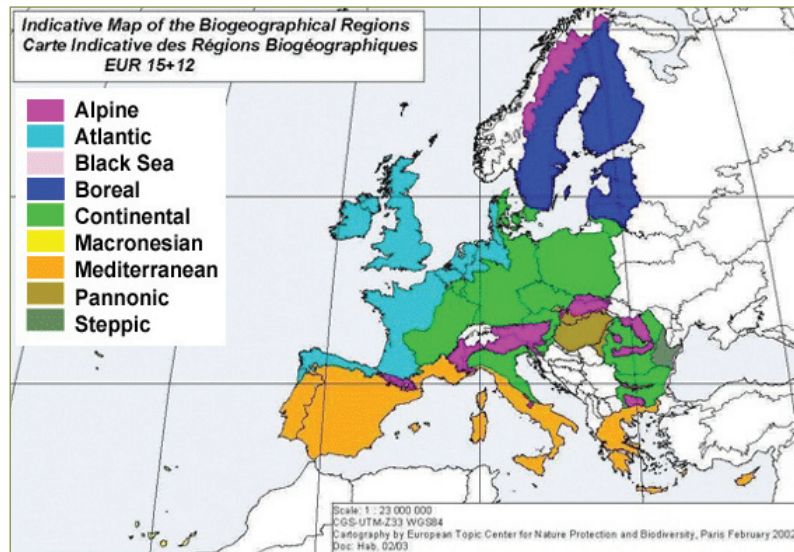 Indicative Map of the Biogeographical Regions
Carte Indicative des Régions Biogéographiques
EUR 15+12
Alpine
Atlantic
Black Sea
Boreal
Continental
Macronesian
Mediterranean
Pannonic
Steppic
Scale: 1 : 23 000 000
CGS-UTM-Z33 WGS84
Cartography by European Topic Center for Nature Protection and Biodiversity, Paris February 2002
Doc: Hab. 02/03